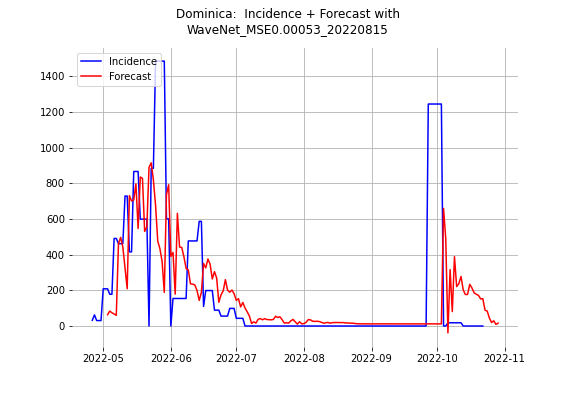 Dominica:  Incidence + Forecast with
WaveNet_MSE0.00053_20220815
Incidence
Forecast
1400
1200
1000
800
600
400
200
0
2022-05 2022-06 2022-07 2022-08 2022-09 2022-10 2022-11